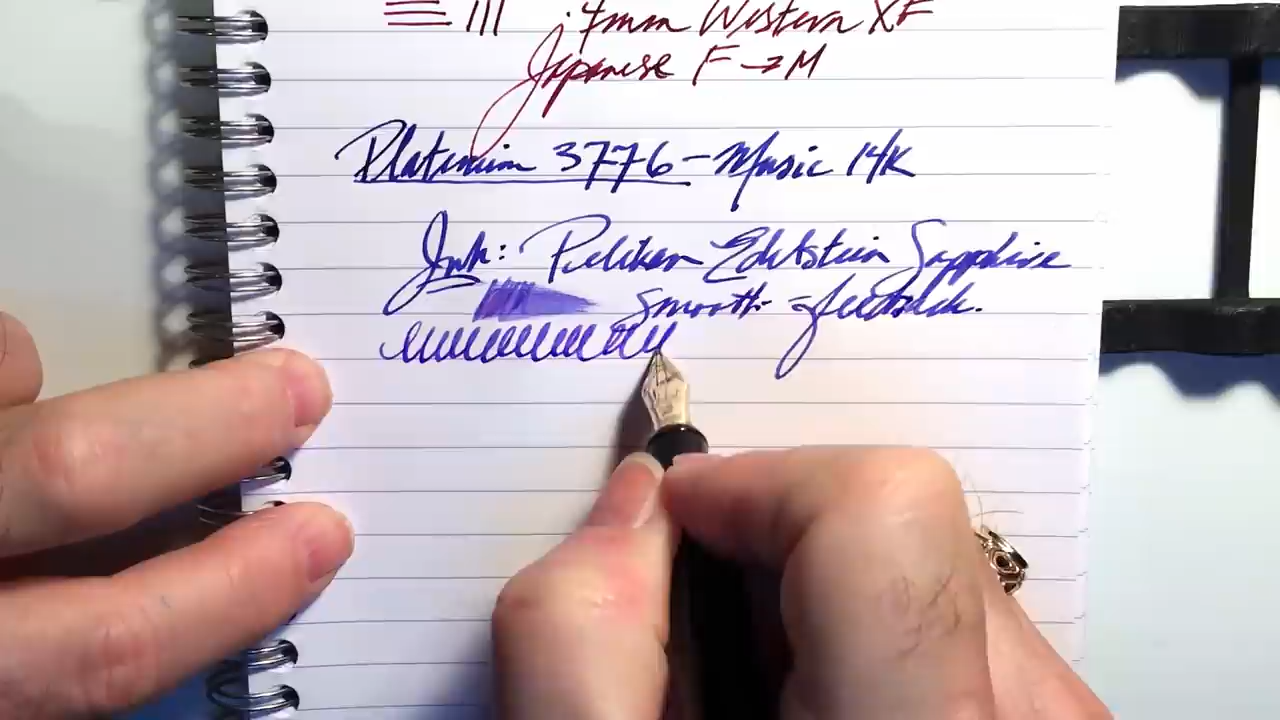 .4mm Western XF
Japanese F → M
Platinum 3776 - Music 14K
Ink: Pelikan Edelstein Sapphire
Smooth - feedback.